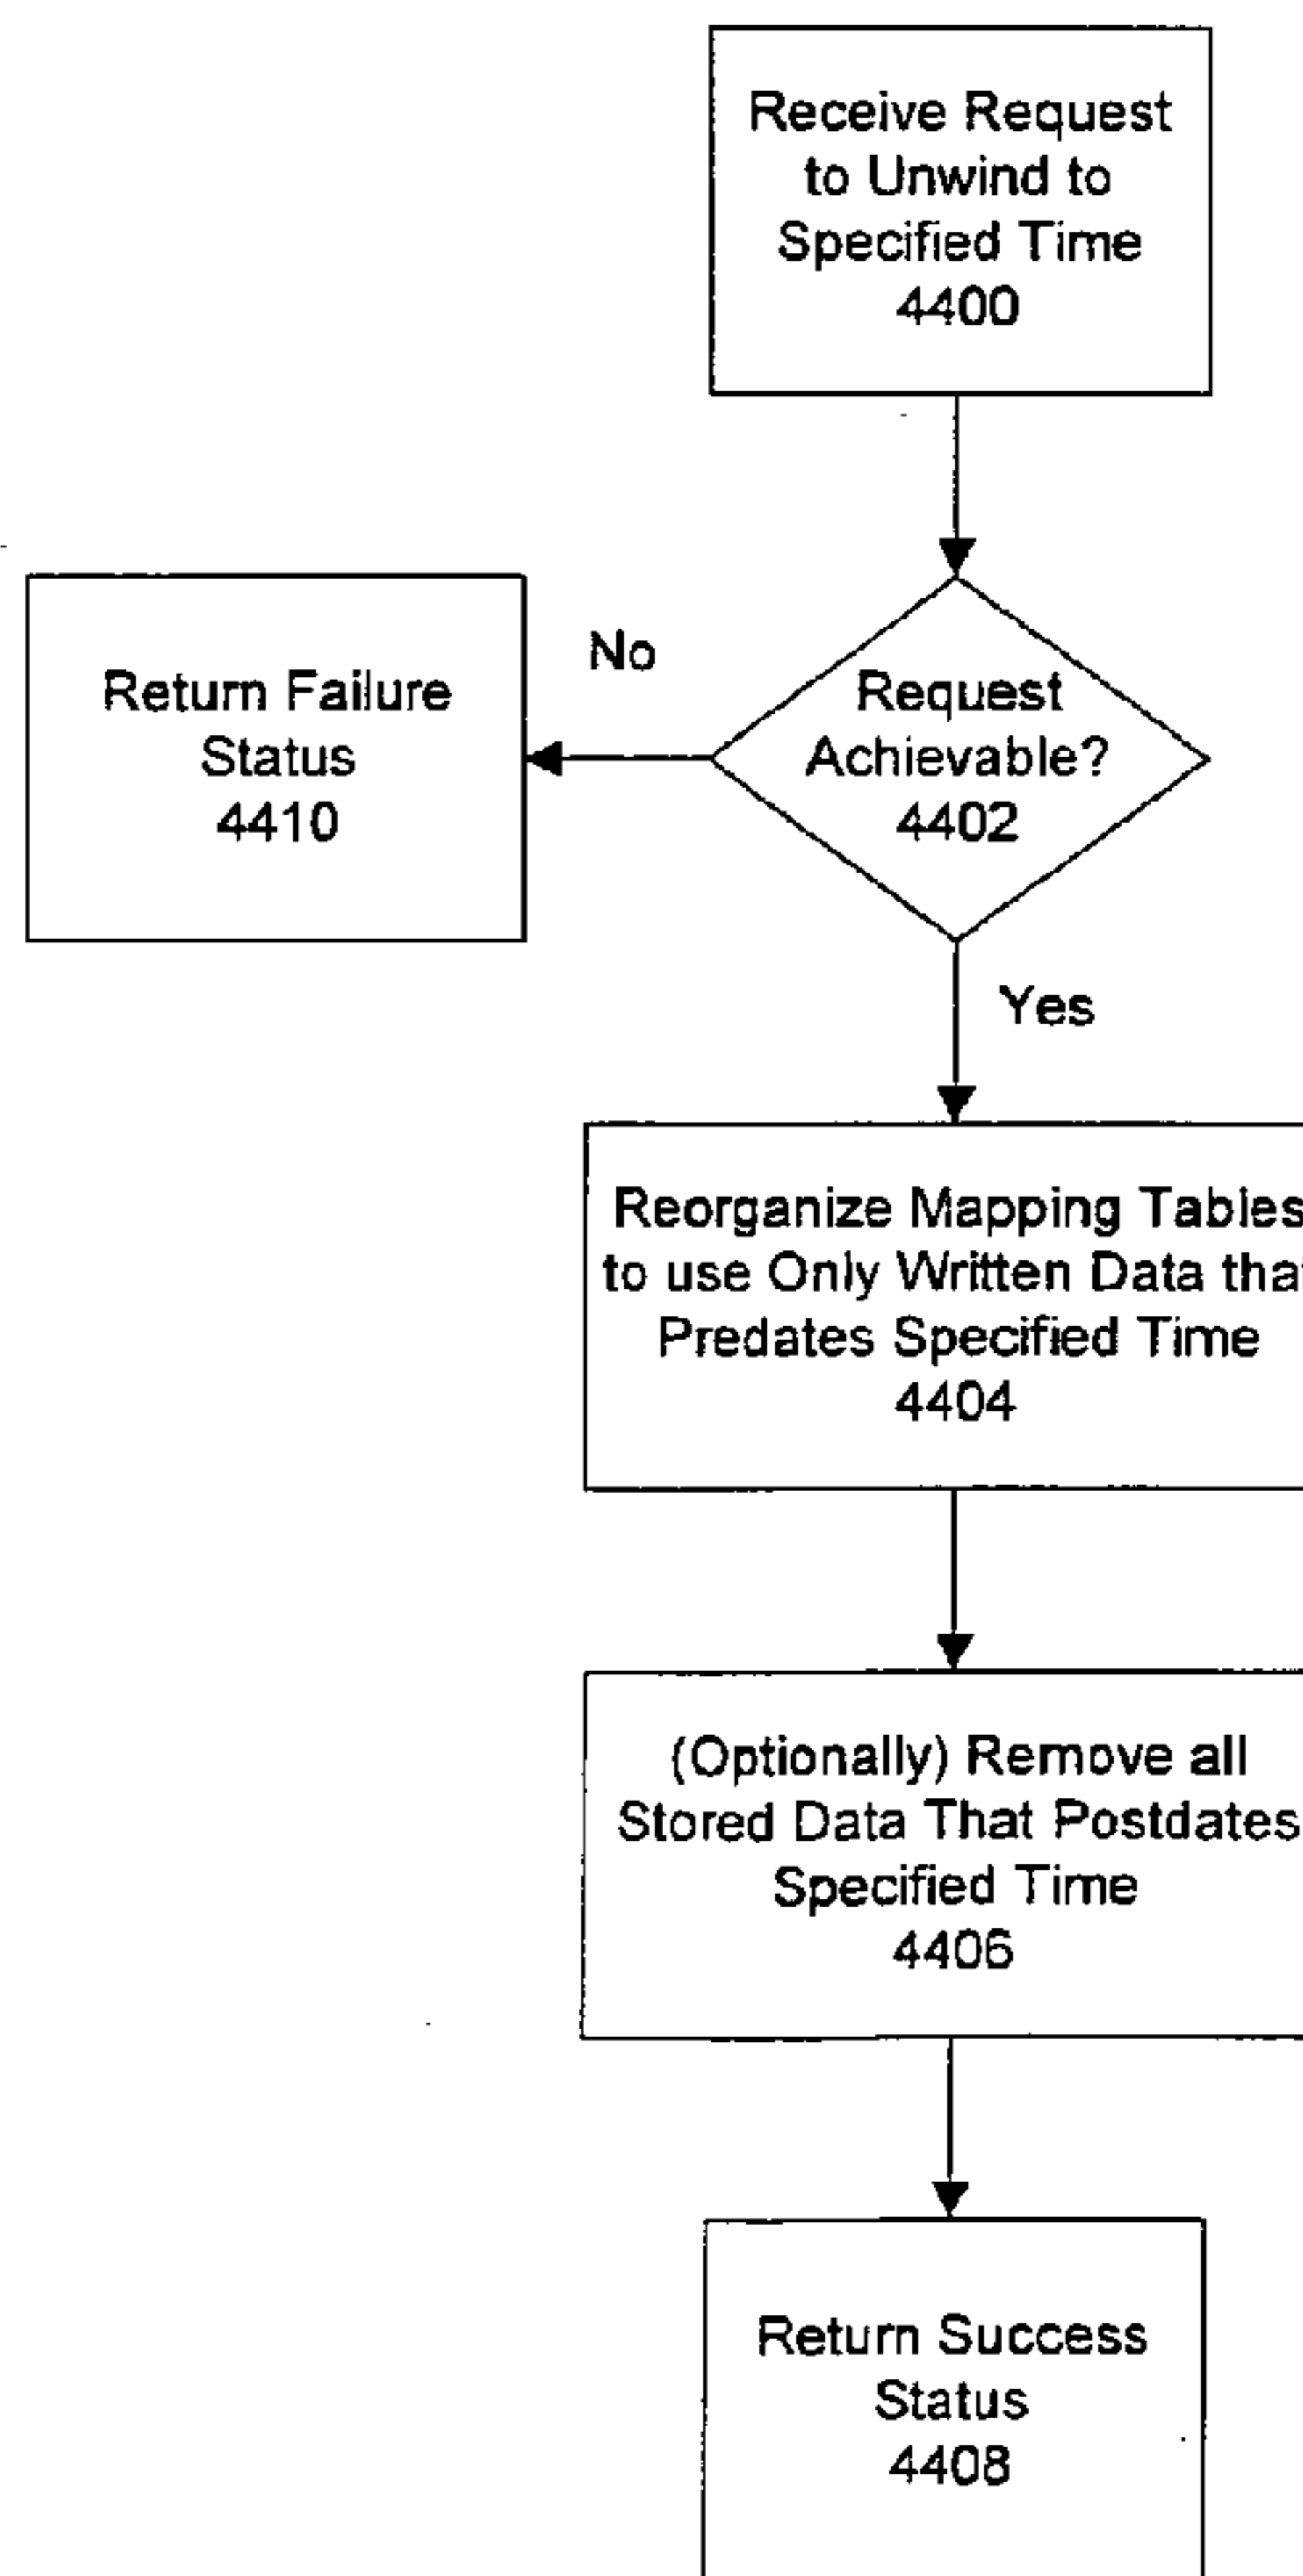 Receive Request
to Unwind to
Specified Time
4400
No
Return Failure
Status
4410
Request
Achievable?
4402
Yes
Reorganize Mapping Tables
to use Only Written Data that
Predates Specified Time
4404
(Optionally) Remove all
Stored Data That Postdates
Specified Time
4406
Return Success
Status
4408